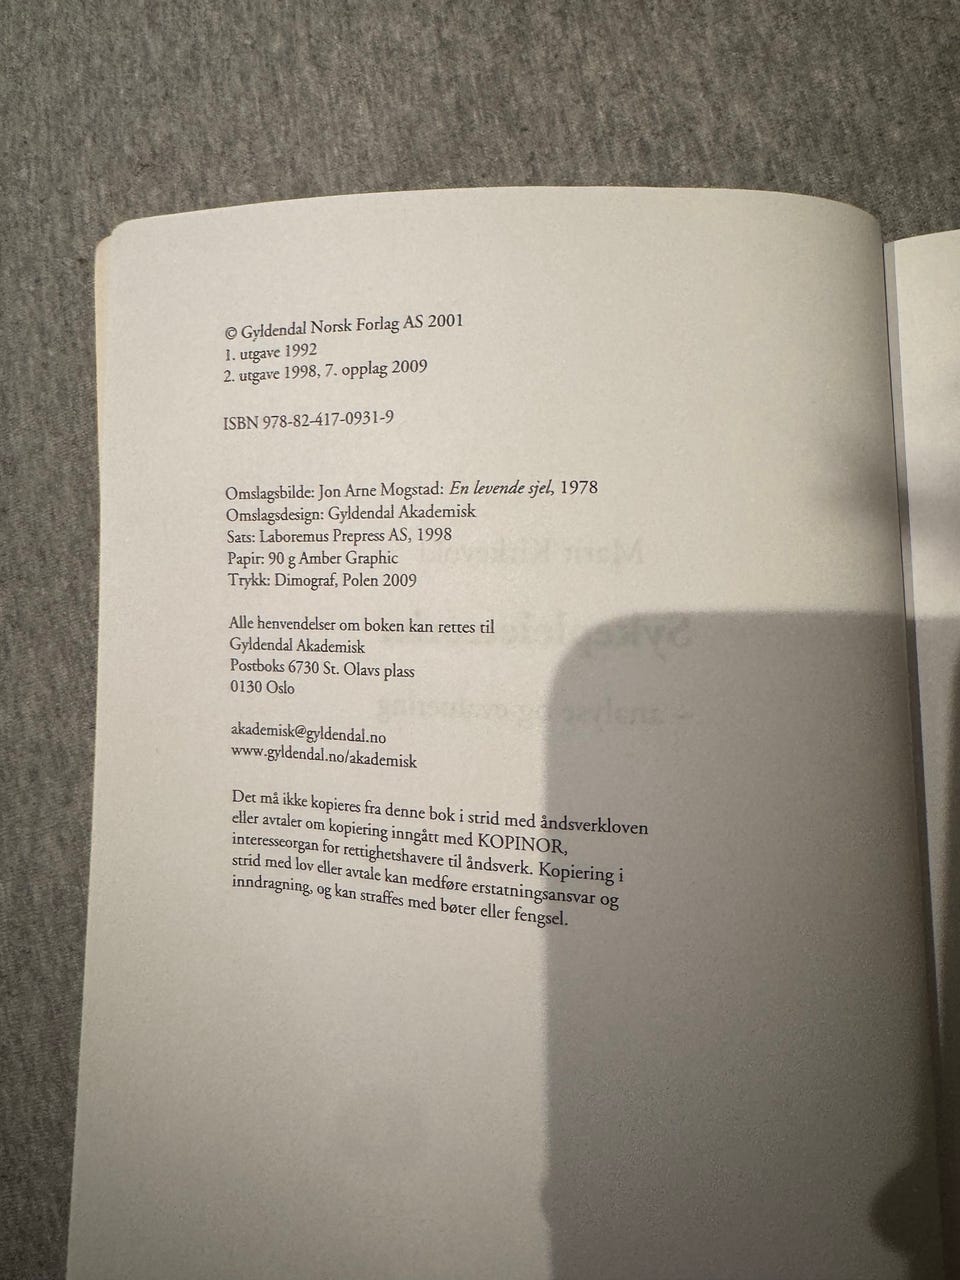 © Gyldendal Norsk Forlag AS 2001
1. utgave 1992
2. utgave 1998, 7. opplag 2009
ISBN 978-82-417-0931-9
Omslagsbilde: Jon Arne Mogstad: En levende sjel, 1978
Omslagsdesign: Gyldendal Akademisk
Sats: Laboremus Prepress AS, 1998
Papir: 90 g Amber Graphic
Trykk: Dimograf, Polen 2009
Alle henvendelser om boken kan rettes til
Gyldendal Akademisk
Postboks 6730 St. Olavs plass
0130 Oslo
akademisk@gyldendal.no
www.gyldendal.no/akademisk
Det må ikke kopieres fra denne bok i strid med åndsverkloven
eller avtaler om kopiering inngått med KOPINOR,
interesseorgan for rettighetshavere til åndsverk. Kopiering i
strid med lov eller avtale kan medføre erstatningsansvar og
inndragning, og kan straffes med bøter eller fengsel.